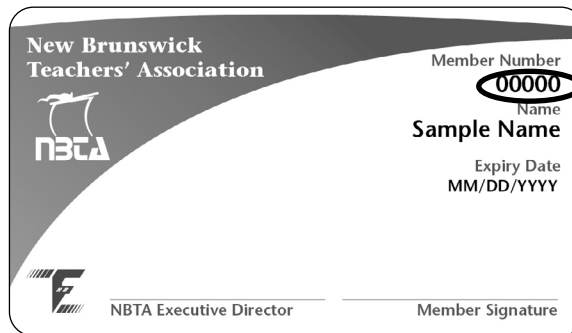 New Brunswick
Teachers' Association
NBTA
Member Number
00000
Name
Sample Name
Expiry Date
MM/DD/YYYY
NBTA Executive Director
Member Signature